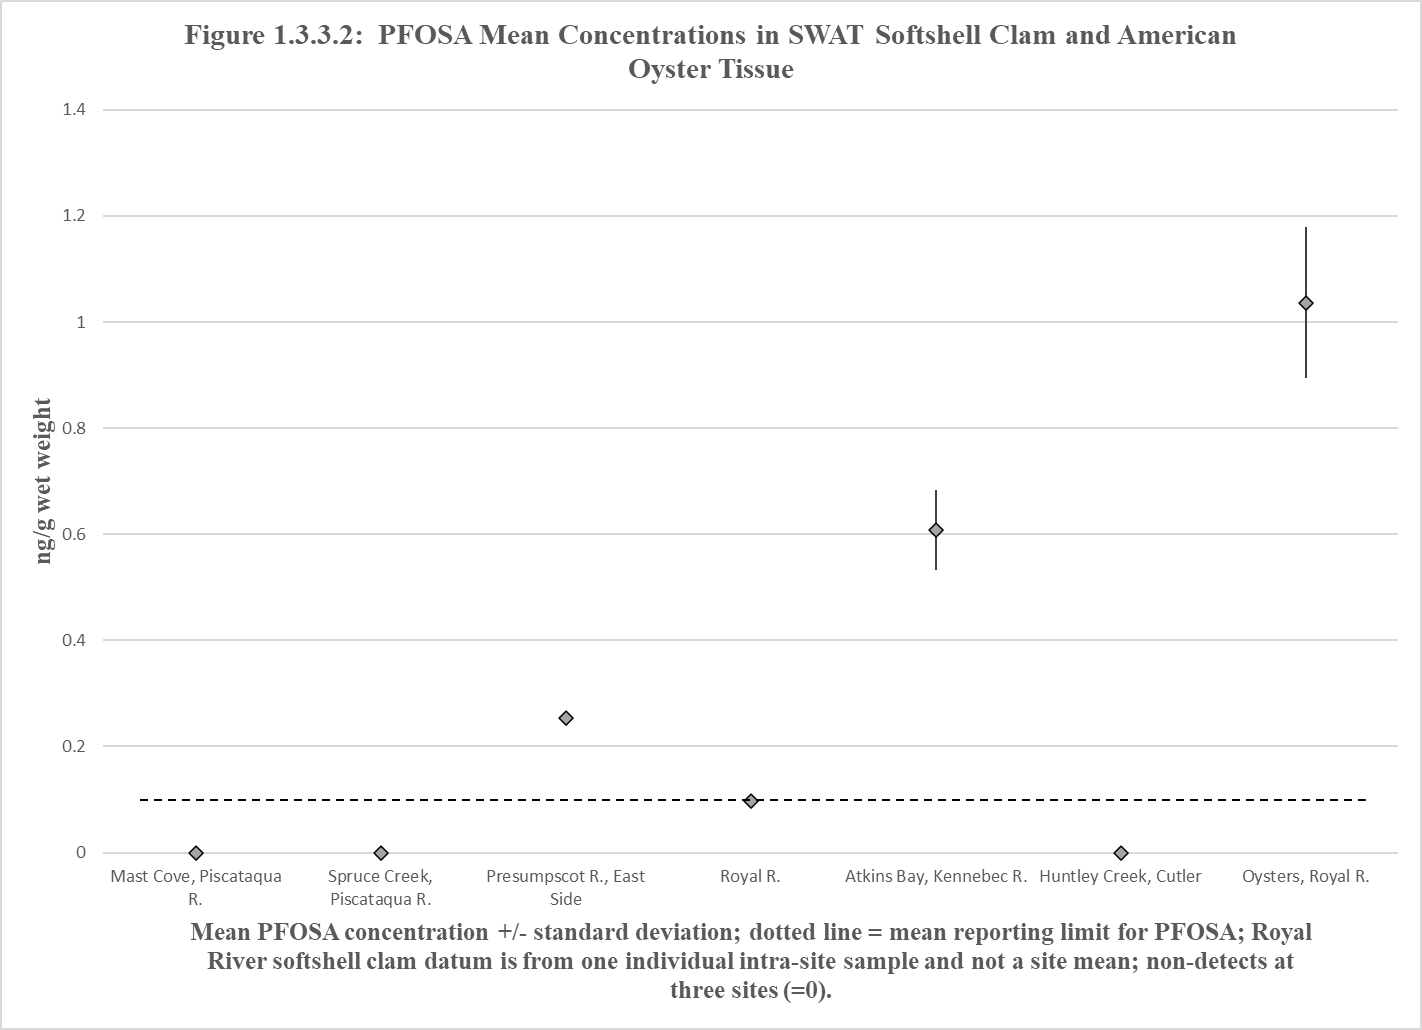 Figure 1.3.3.2: PFOSA Mean Concentrations in SWAT Softshell Clam and American
Oyster Tissue
1.4
1.2
1
0.8
0.6
0.4
0.2
0
ng/g wet weight
Mast Cove, Piscataqua
R.
Spruce Creek,
Piscataqua R.
Presumpscot R., East
Side
Royal R.
Atkins Bay, Kennebec R.
Huntley Creek, Cutler
Oysters, Royal R.
Mean PFOSA concentration +/- standard deviation; dotted line = mean reporting limit for PFOSA; Royal
River softshell clam datum is from one individual intra-site sample and not a site mean; non-detects at
three sites (=0).